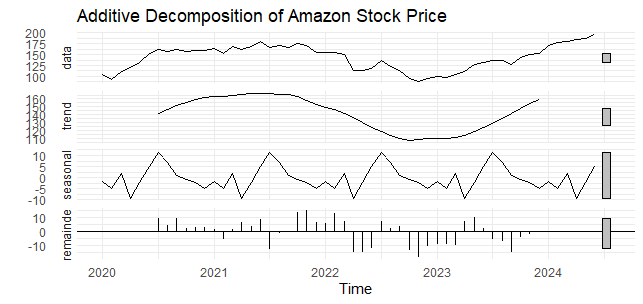 Additive Decomposition of Amazon Stock Price
200
175
150
125
100
data
160
150
140
130
120
110
trend
10
5
0
-5
-10
seasonal
10
0
-10
remainde
2020 2021 2022 2023 2024
Time